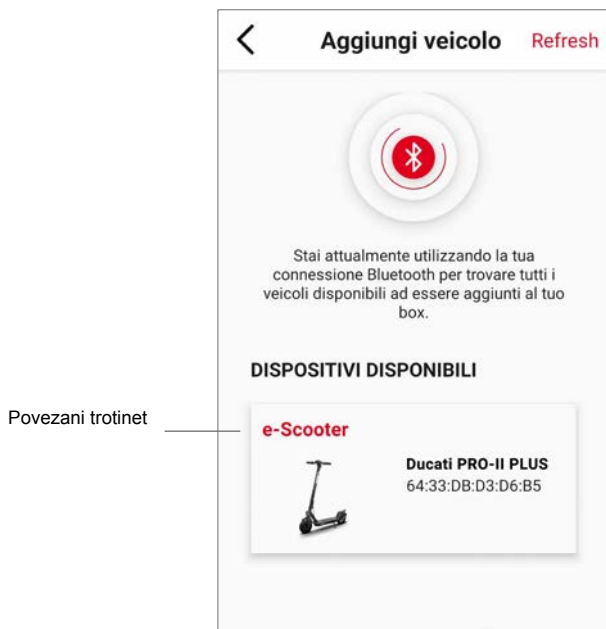 Aggiungi veicolo Refresh
Stai attualmente utilizzando la tua
connessione Bluetooth per trovare tutti i
veicoli disponibili ad essere aggiunti al tuo
box.
DISPOSITIVI DISPONIBILI
Povezani trotinet
e-Scooter
Ducati PRO-II PLUS
64:33:DB:D3:D6:B5